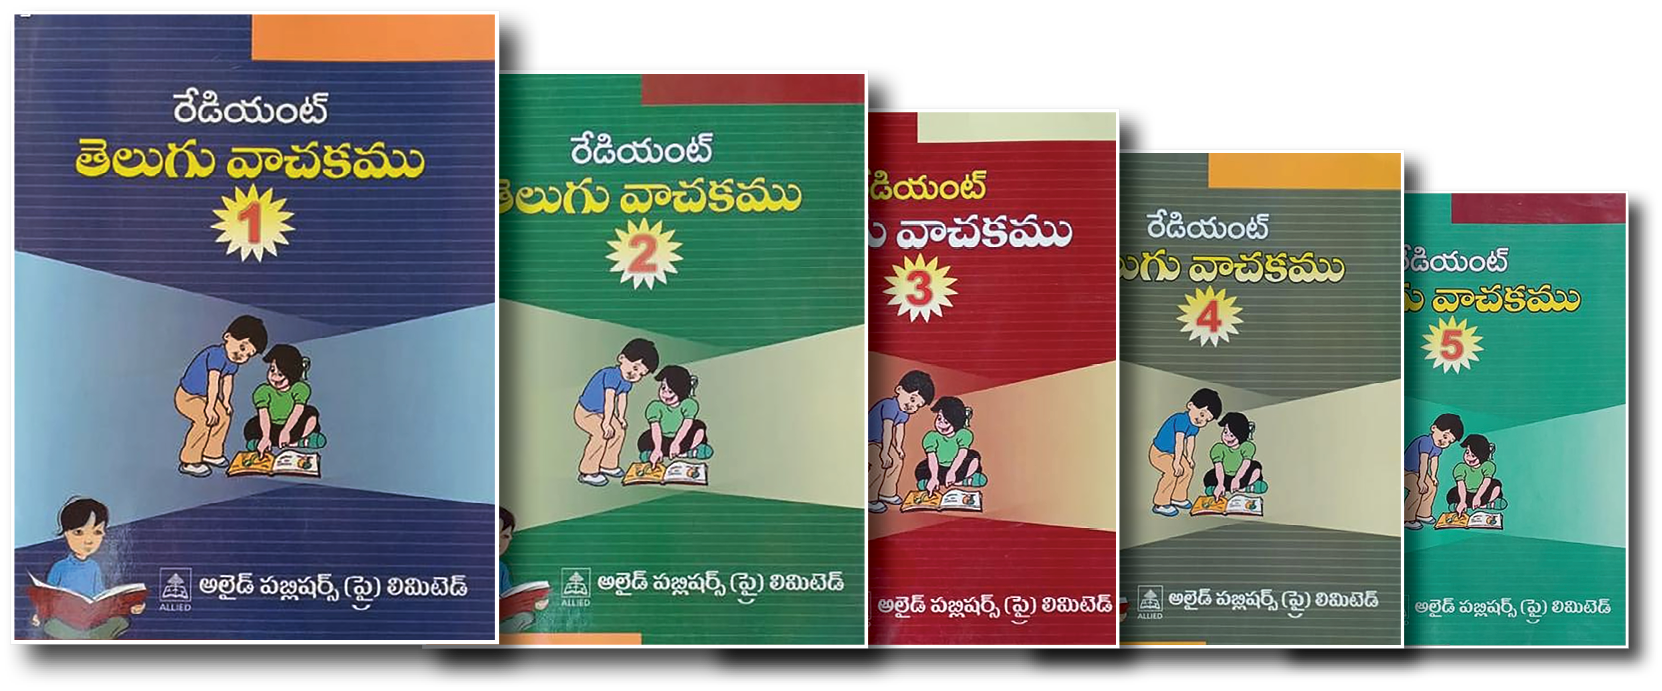 రేడియంట్
తెలుగు వాచకము
1
ALLIED
అలైడ్ పబ్లిషర్స్ (ప్రై) లిమిటెడ్
రేడియంట్
తెలుగు వాచకము
2
ALLIED
అలైడ్ పబ్లిషర్స్ (ప్రై) లిమిటెడ్
డియంట్
వాచకము
3
అలైడ్ పబ్లిషర్స్ (ప్రై) లిమిటెడ్
రేడియంట్
లుగు వాచకము
4
ALLIED
అలైడ్ పబ్లిషర్స్ (ప్రై) లిమిటెడ్
రేడియంట్
వాచకము
5
అలైడ్ పబ్లిషర్స్ (ప్రై) లిమిటెడ్